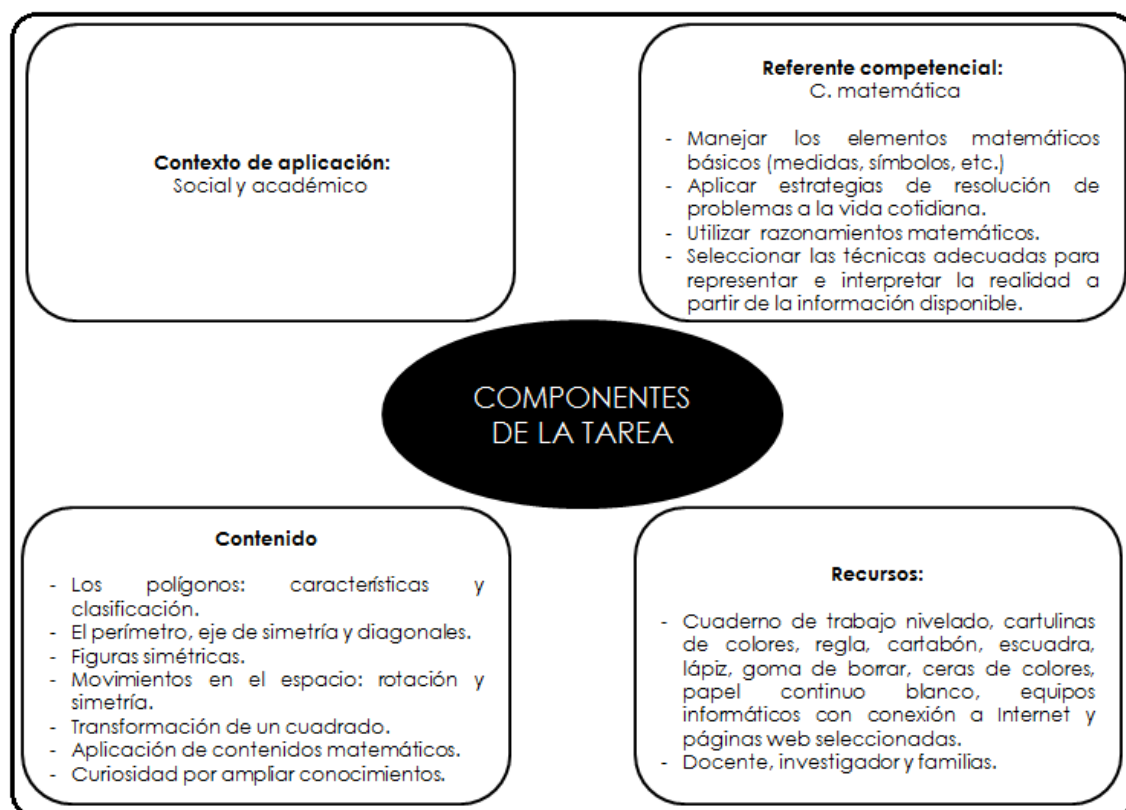 Contexto de aplicación:
Social y académico
Referente competencial:
C. matemática
- Manejar los elementos matemáticos
básicos (medidas, símbolos, etc.)
- Aplicar estrategias de resolución de
problemas a la vida cotidiana.
- Utilizar razonamientos matemáticos.
- Seleccionar las técnicas adecuadas para
representar e interpretar la realidad a
partir de la información disponible.
COMPONENTES
DE LA TAREA
Contenido
- Los polígonos: características y
clasificación.
- El perímetro, eje de simetría y diagonales.
- Figuras simétricas.
- Movimientos en el espacio: rotación y
simetría.
- Transformación de un cuadrado.
- Aplicación de contenidos matemáticos.
- Curiosidad por ampliar conocimientos.
Recursos:
- Cuaderno de trabajo nivelado, cartulinas
de colores, regla, cartabón, escuadra,
lápiz, goma de borrar, ceras de colores,
papel continuo blanco, equipos
informáticos con conexión a Internet y
páginas web seleccionadas.
- Docente, investigador y familias.